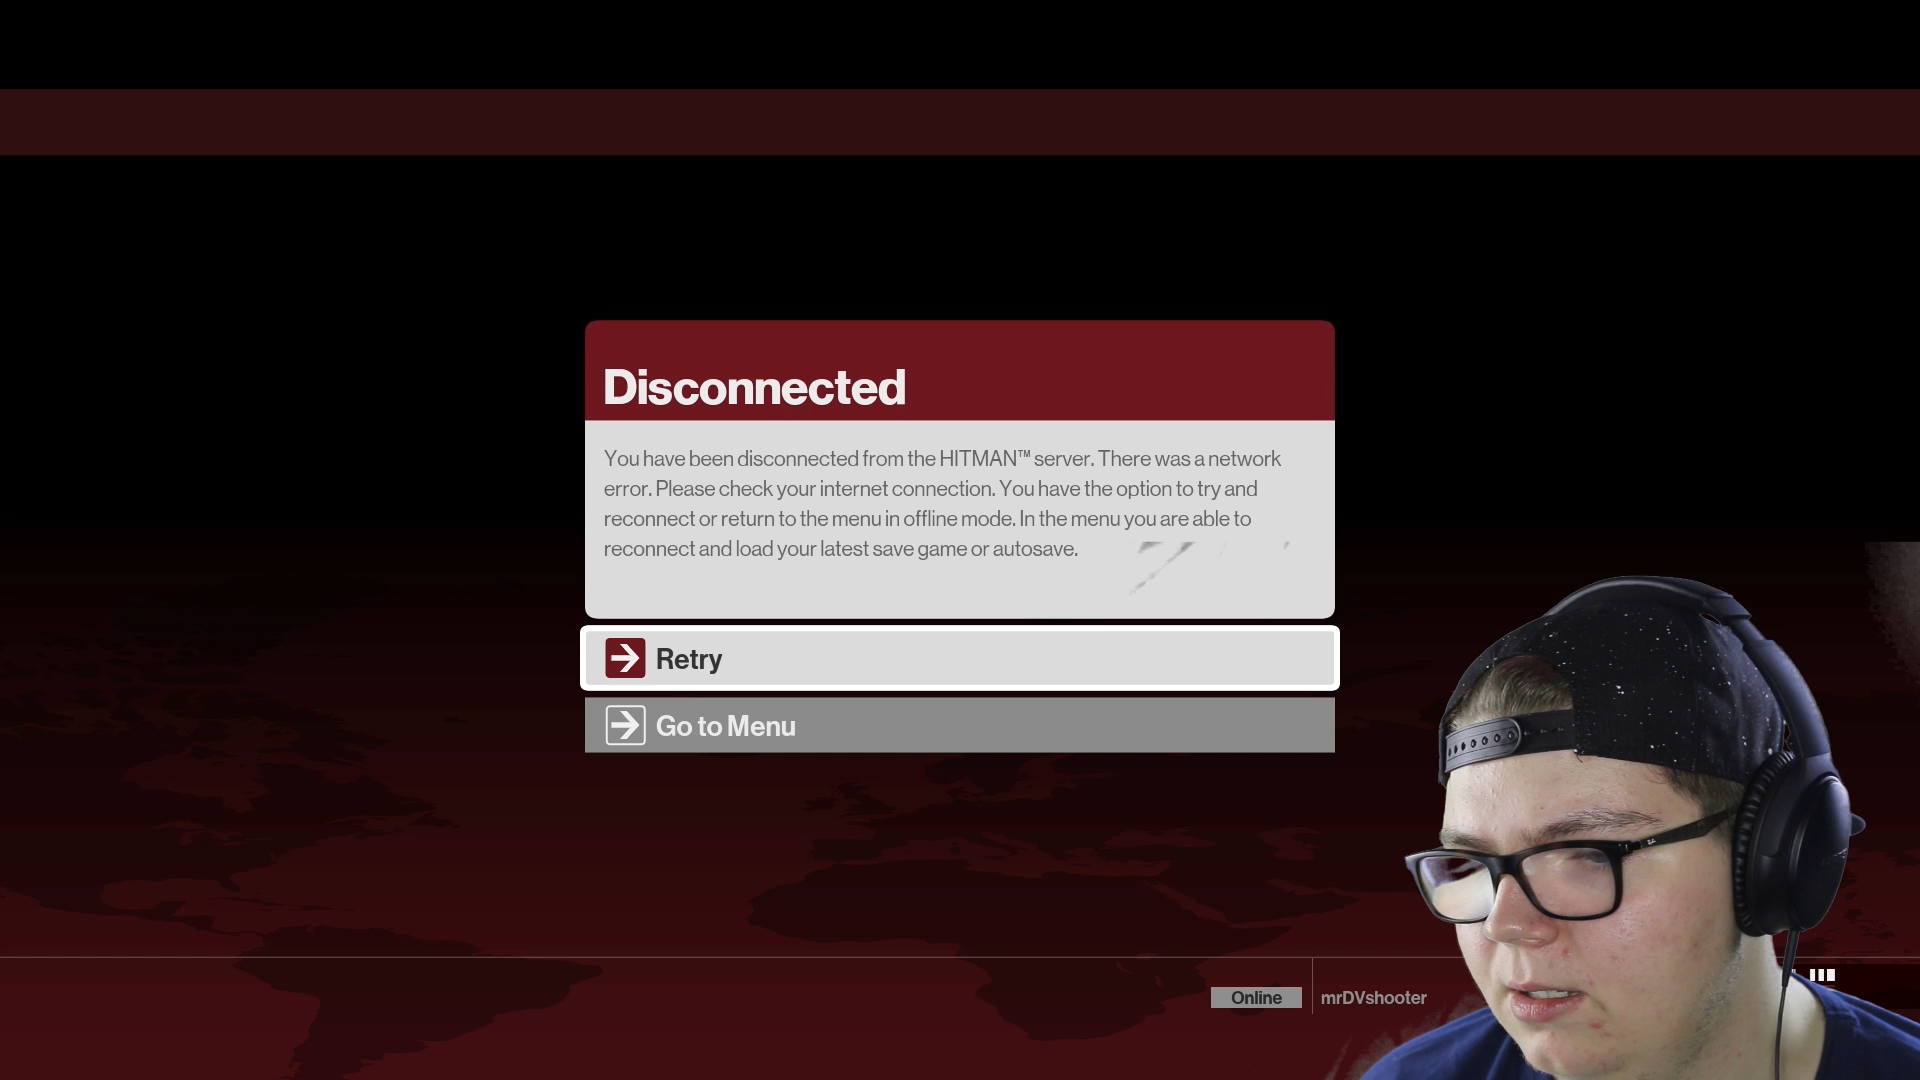 Disconnected
You have been disconnected from the HITMAN™ server. There was a network
error. Please check your internet connection. You have the option to try and
reconnect or return to the menu in offline mode. In the menu you are able to
reconnect and load your latest save game or autosave.
Retry
Go to Menu
Online
mrDVshooter